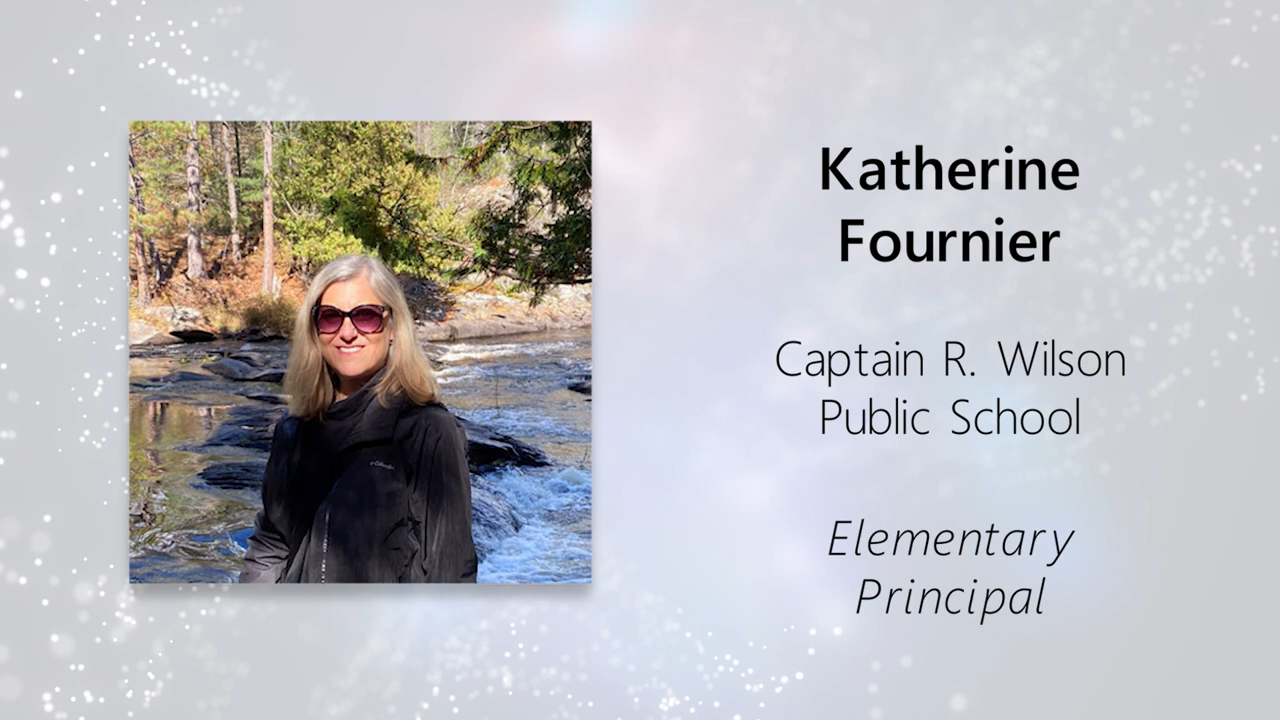 Katherine
Fournier
Captain R. Wilson
Public School
Elementary
Principal